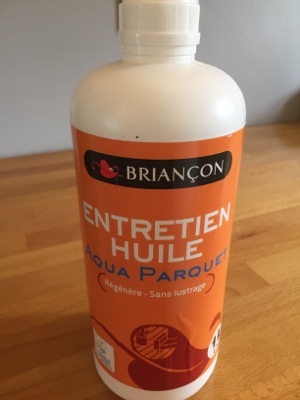 BRIANÇON
ENTRETIEN
HUILE
AQUA PARQUET
Régénère - Sans lustrage